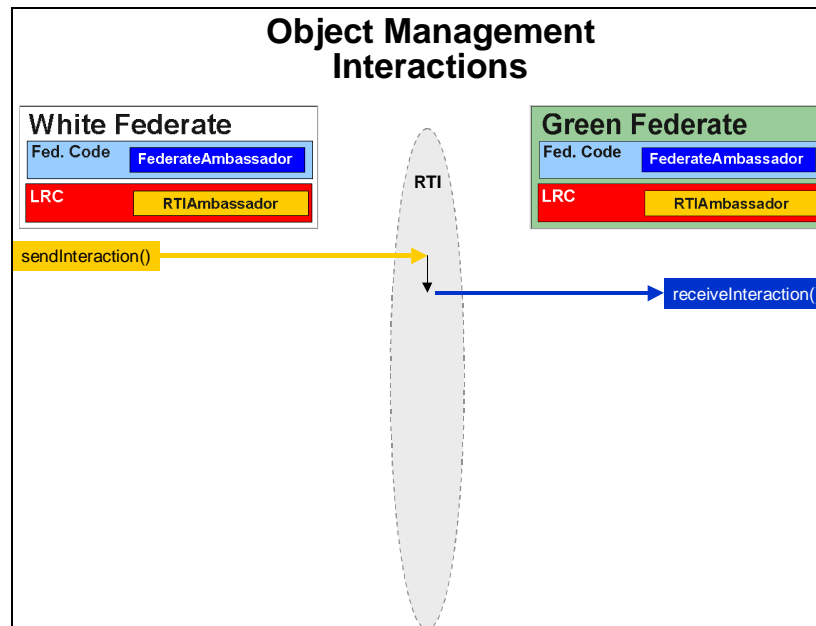 Object Management
Interactions
White Federate
Fed. Code
FederateAmbassador
LRC
RTIAmbassador
RTI
Green Federate
Fed. Code
FederateAmbassador
LRC
RTIAmbassador
sendInteraction()
receiveInteraction(